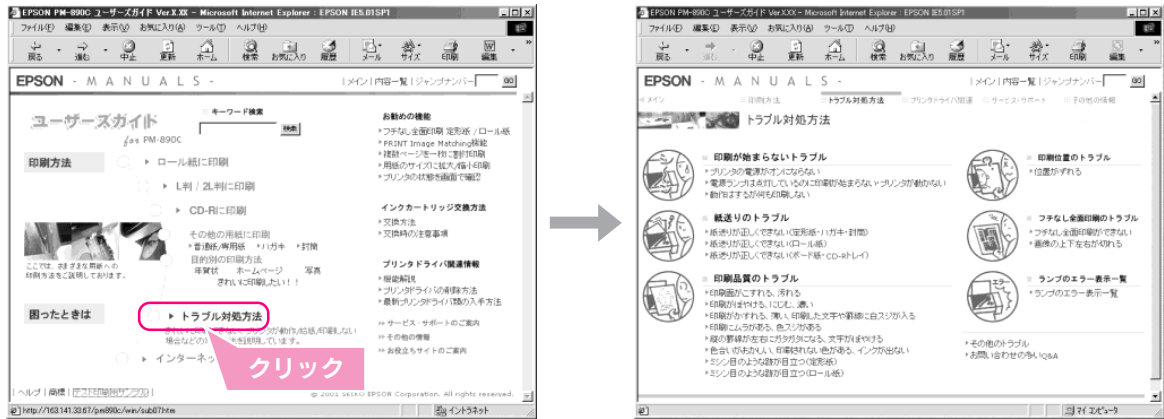 EPSON PM-890C ユーザーズガイド Ver.X.XX - Microsoft Internet Explorer : EPSON IE5.01SP1
ファイル(F) 編集(E) 表示(V) お気に入り(A) ツール(T) ヘルプ(H)
戻る 進む 中止 更新 ホーム 検索 お気に入り 履歴 メール サイズ 印刷 編集
EPSON - M A N U A L S - | メイン | 内容一覧 | ジャンプナンバー GO
ユーザーズガイド
for PM-890C
キーワード検索
検索
印刷方法
ロール紙に印刷
L判 / 2L判に印刷
CD-Rに印刷
その他の用紙に印刷
普通紙/専用紙 ハガキ 封筒
目的別の印刷方法
年賀状 ホームページ 写真
きれいに印刷したい!!
ここでは、さまざまな用紙への
印刷方法をご説明しております。
困ったときは
トラブル対処方法
場合などの
インターネッ
クリック
お勧めの機能
フチなし全面印刷 定形紙 / ロール紙
PRINT Image Matching機能
複数ページを一枚に割付印刷
用紙のサイズに拡大/縮小印刷
プリンタの状態を画面で確認
インクカートリッジ交換方法
交換方法
交換時の注意事項
プリンタドライバ関連情報
機能解説
プリンタドライバの削除方法
最新プリンタドライバ類の入手方法
サービス・サポートのご案内
その他の情報
お役立ちサイトのご案内
| ヘルプ | 商標 | テスト印刷用サンプル |
© 2001 SEIKO EPSON Corporation. All rights reserved.
http://163.141.33.67/pm890c/win/sub07.htm イントラネット
EPSON PM-890C ユーザーズガイド Ver.X.XX - Microsoft Internet Explorer : EPSON IE5.01SP1
ファイル(F) 編集(E) 表示(V) お気に入り(A) ツール(T) ヘルプ(H)
戻る 進む 中止 更新 ホーム 検索 お気に入り 履歴 メール サイズ 印刷 編集
EPSON - M A N U A L S - | メイン | 内容一覧 | ジャンプナンバー GO
メイン 印刷方法 トラブル対処方法 プリンタドライバ関連 サービス・サポート その他の情報
トラブル対処方法
印刷が始まらないトラブル
プリンタの電源がオンにならない
電源ランプは点灯しているのに印刷が始まらない・プリンタが動かない
動作はするが何も印刷しない
紙送りのトラブル
紙送りが正しくできない(定形紙・ハガキ・封筒)
紙送りが正しくできない(ロール紙)
紙送りが正しくできない(ボード紙・CD-Rトレイ)
印刷品質のトラブル
印刷面がこすれる、汚れる
印刷がぼやける、にじむ、濃い
印刷がかすれる、薄い、印刷した文字や罫線に白スジが入る
印刷にムラがある、色スジがある
縦の罫線が左右にガタガタになる、文字がぼやける
色合いがおかしい、印刷されない色がある、インクが出ない
ミシン目のような跡が目立つ(定形紙)
ミシン目のような跡が目立つ(ロール紙)
印刷位置のトラブル
位置がずれる
フチなし全面印刷のトラブル
フチなし全面印刷ができない
画像の上下左右が切れる
ランプのエラー表示一覧
ランプのエラー表示一覧
その他のトラブル
お問い合わせの多いQ&A
マイ コンピュータ